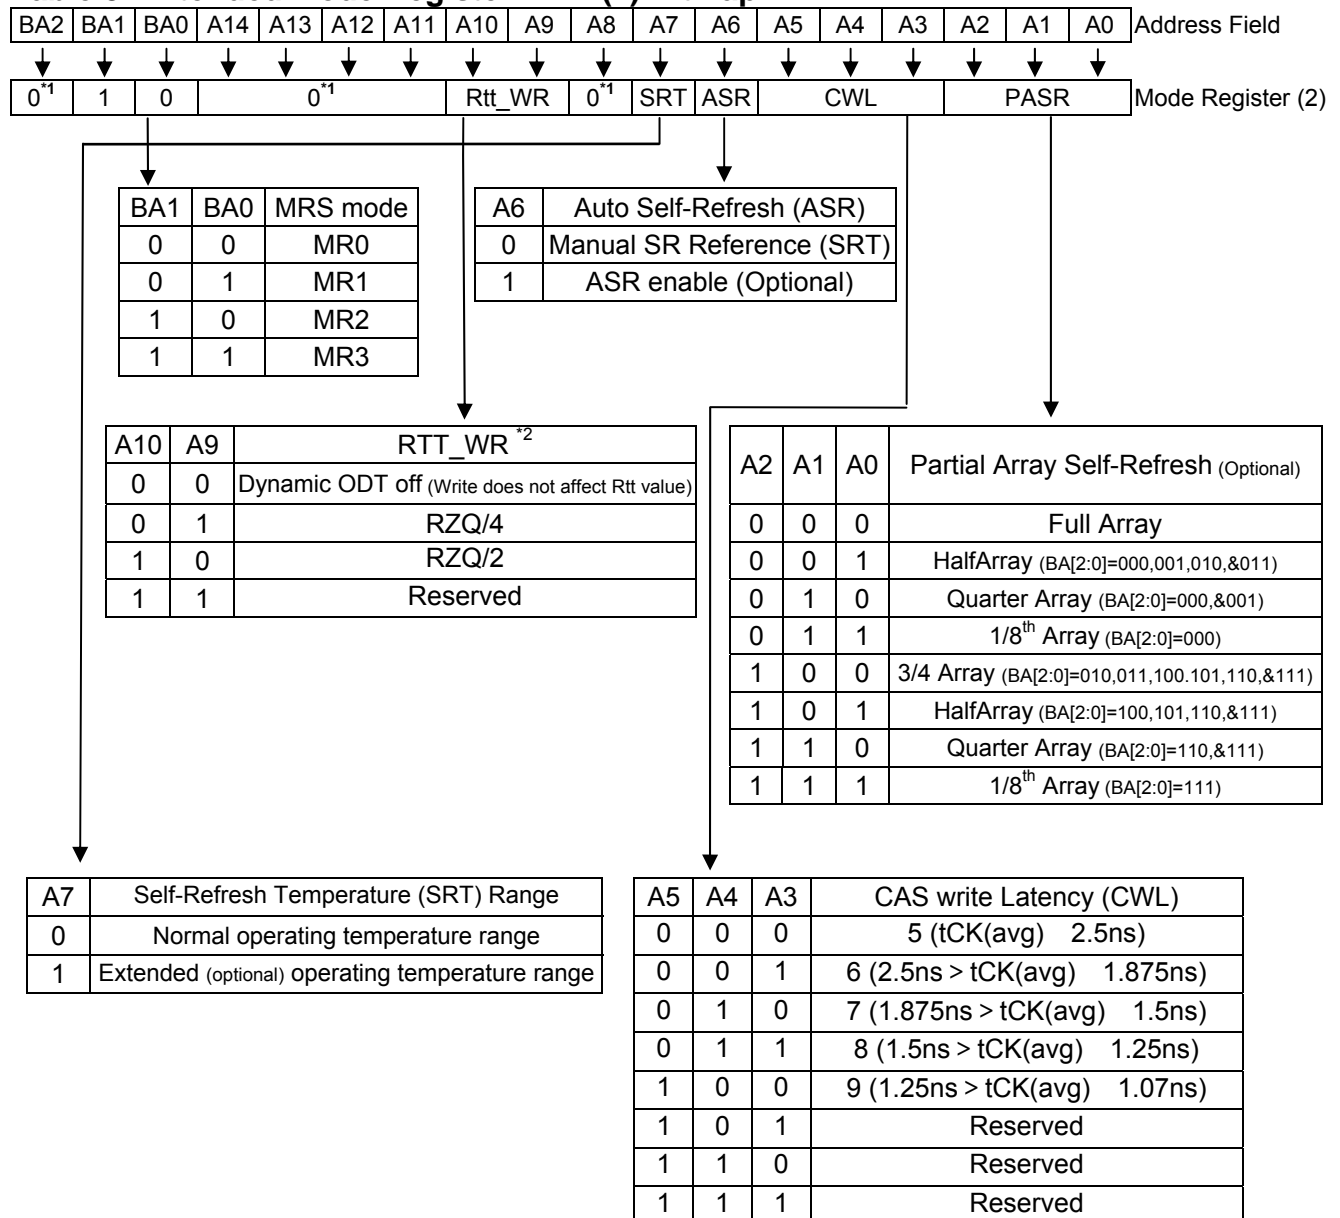 BA2 BA1 BA0 A14 A13 A12 A11 A10 A9 A8 A7 A6 A5 A4 A3 A2 A1 A0 Address Field
0*1 1 0 0*1 Rtt_WR 0*1 SRT ASR CWL PASR Mode Register (2)
BA1 BA0 MRS mode
0 0 MR0
0 1 MR1
1 0 MR2
1 1 MR3
A6 Auto Self-Refresh (ASR)
0 Manual SR Reference (SRT)
1 ASR enable (Optional)
A10 A9 RTT_WR *2
0 0 Dynamic ODT off (Write does not affect Rtt value)
0 1 RZQ/4
1 0 RZQ/2
1 1 Reserved
A2 A1 A0 Partial Array Self-Refresh (Optional)
0 0 0 Full Array
0 0 1 HalfArray (BA[2:0]=000,001,010,&011)
0 1 0 Quarter Array (BA[2:0]=000,&001)
0 1 1 1/8th Array (BA[2:0]=000)
1 0 0 3/4 Array (BA[2:0]=010,011,100.101,110,&111)
1 0 1 HalfArray (BA[2:0]=100,101,110,&111)
1 1 0 Quarter Array (BA[2:0]=110,&111)
1 1 1 1/8th Array (BA[2:0]=111)
A7 Self-Refresh Temperature (SRT) Range
0 Normal operating temperature range
1 Extended (optional) operating temperature range
A5 A4 A3 CAS write Latency (CWL)
0 0 0 5 (tCK(avg) 2.5ns)
0 0 1 6 (2.5ns > tCK(avg) 1.875ns)
0 1 0 7 (1.875ns > tCK(avg) 1.5ns)
0 1 1 8 (1.5ns > tCK(avg) 1.25ns)
1 0 0 9 (1.25ns > tCK(avg) 1.07ns)
1 0 1 Reserved
1 1 0 Reserved
1 1 1 Reserved